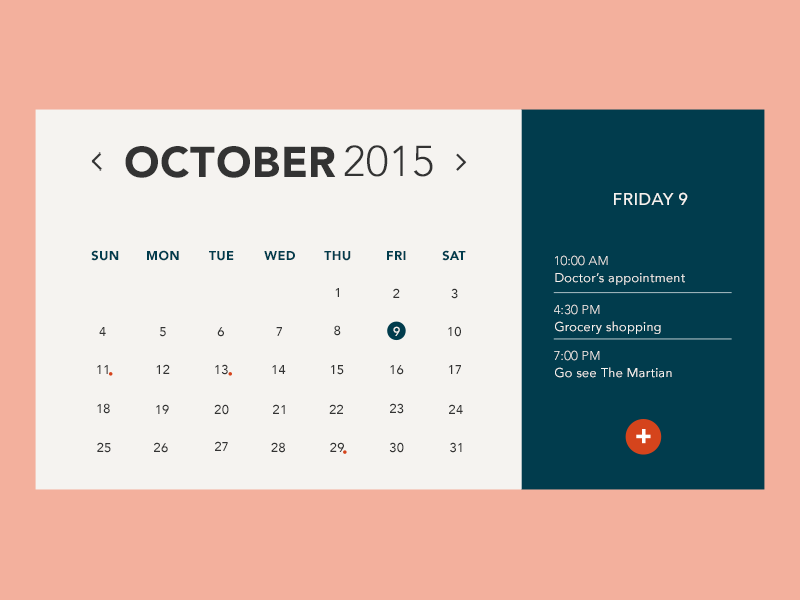 OCTOBER 2015
SUN MON TUE WED THU FRI SAT
1 2 3
4 5 6 7 8 9 10
11 12 13 14 15 16 17
18 19 20 21 22 23 24
25 26 27 28 29 30 31
FRIDAY 9
10:00 AM
Doctor's appointment
4:30 PM
Grocery shopping
7:00 PM
Go see The Martian